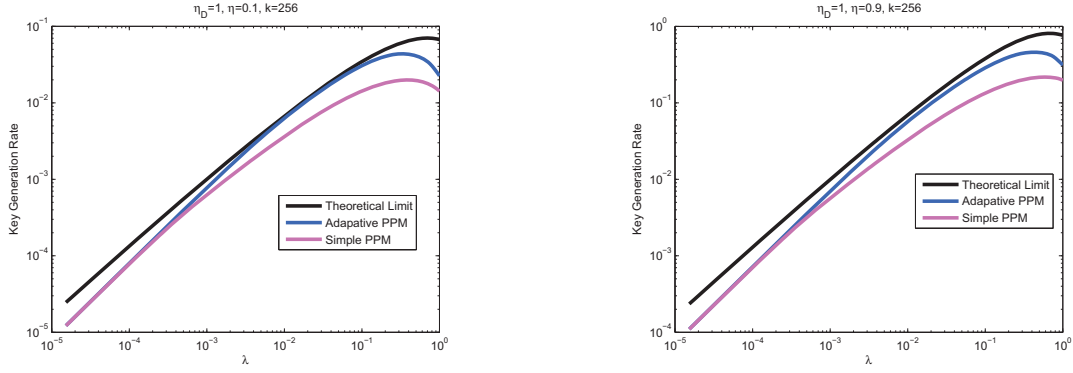 η_D=1, η=0.1, k=256
Key Generation Rate
10^−1
10^−2
10^−3
10^−4
10^−5
Theoretical Limit
Adapative PPM
Simple PPM
10^−5 10^−4 10^−3 10^−2 10^−1 10^0
λ
η_D=1, η=0.9, k=256
Key Generation Rate
10^0
10^−1
10^−2
10^−3
10^−4
Theoretical Limit
Adapative PPM
Simple PPM
10^−5 10^−4 10^−3 10^−2 10^−1 10^0
λ